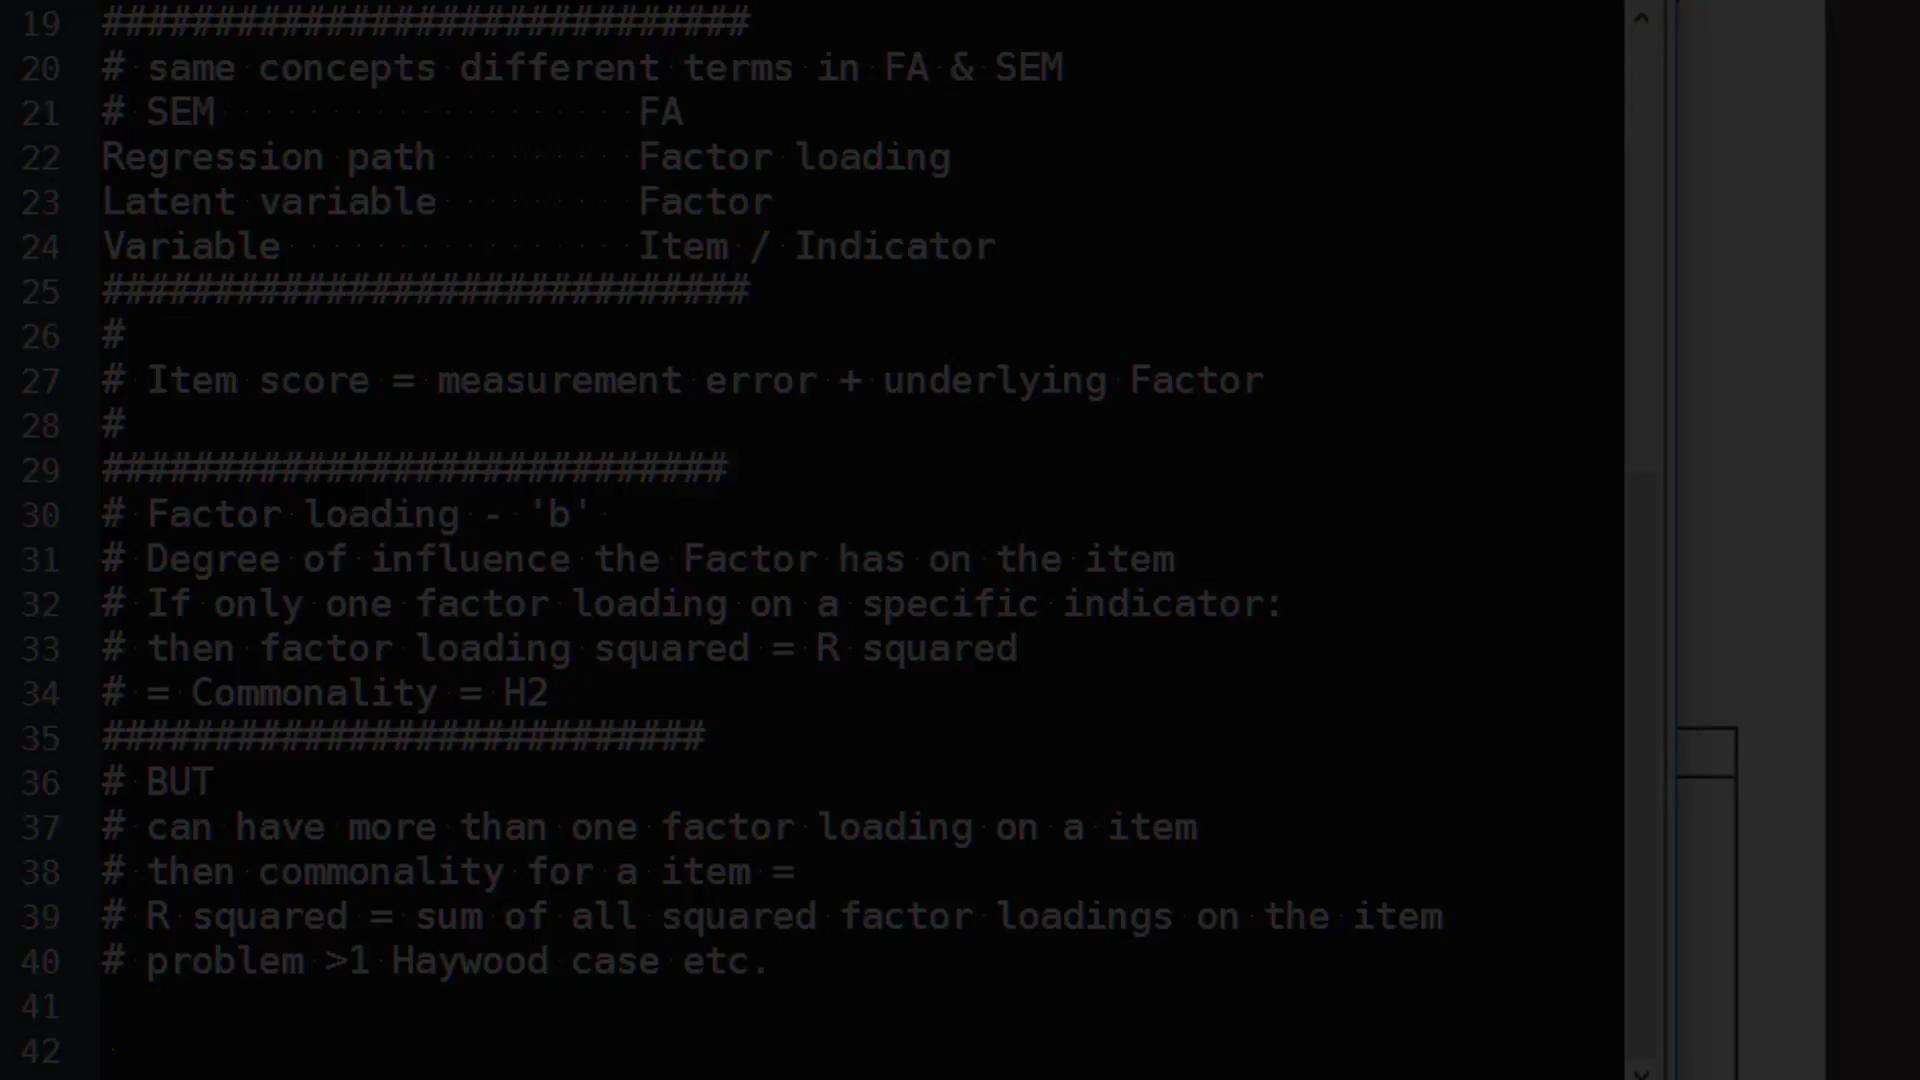 19 #############################
20 # same concepts different terms in FA & SEM
21 # SEM FA
22 Regression path Factor loading
23 Latent variable Factor
24 Variable Item / Indicator
25 #############################
26 #
27 # Item score = measurement error + underlying Factor
28 #
29 ############################
30 # Factor loading - 'b'
31 # Degree of influence the Factor has on the item
32 # If only one factor loading on a specific indicator:
33 # then factor loading squared = R squared
34 # = Commonality = H2
35 ###########################
36 # BUT
37 # can have more than one factor loading on a item
38 # then commonality for a item =
39 # R squared = sum of all squared factor loadings on the item
40 # problem >1 Haywood case etc.
41
42